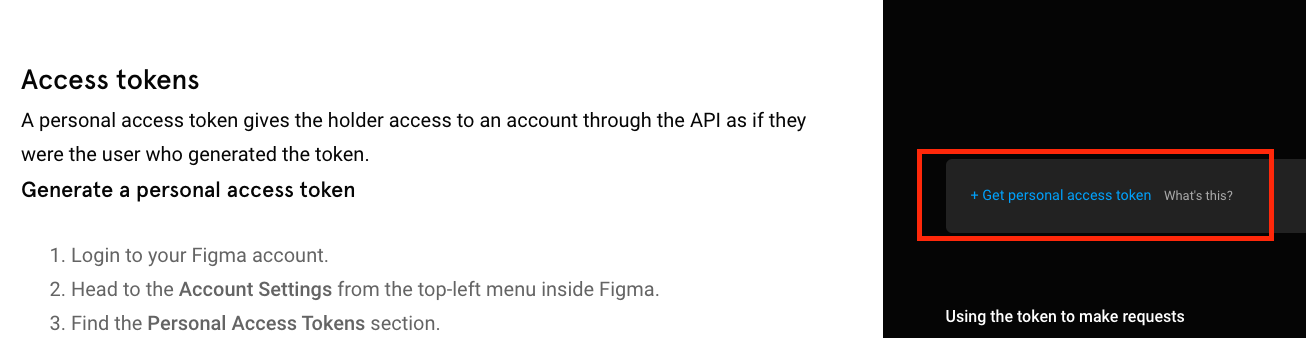 Access tokens
A personal access token gives the holder access to an account through the API as if they
were the user who generated the token.
Generate a personal access token
1. Login to your Figma account.
2. Head to the Account Settings from the top-left menu inside Figma.
3. Find the Personal Access Tokens section.
+ Get personal access token What's this?
Using the token to make requests